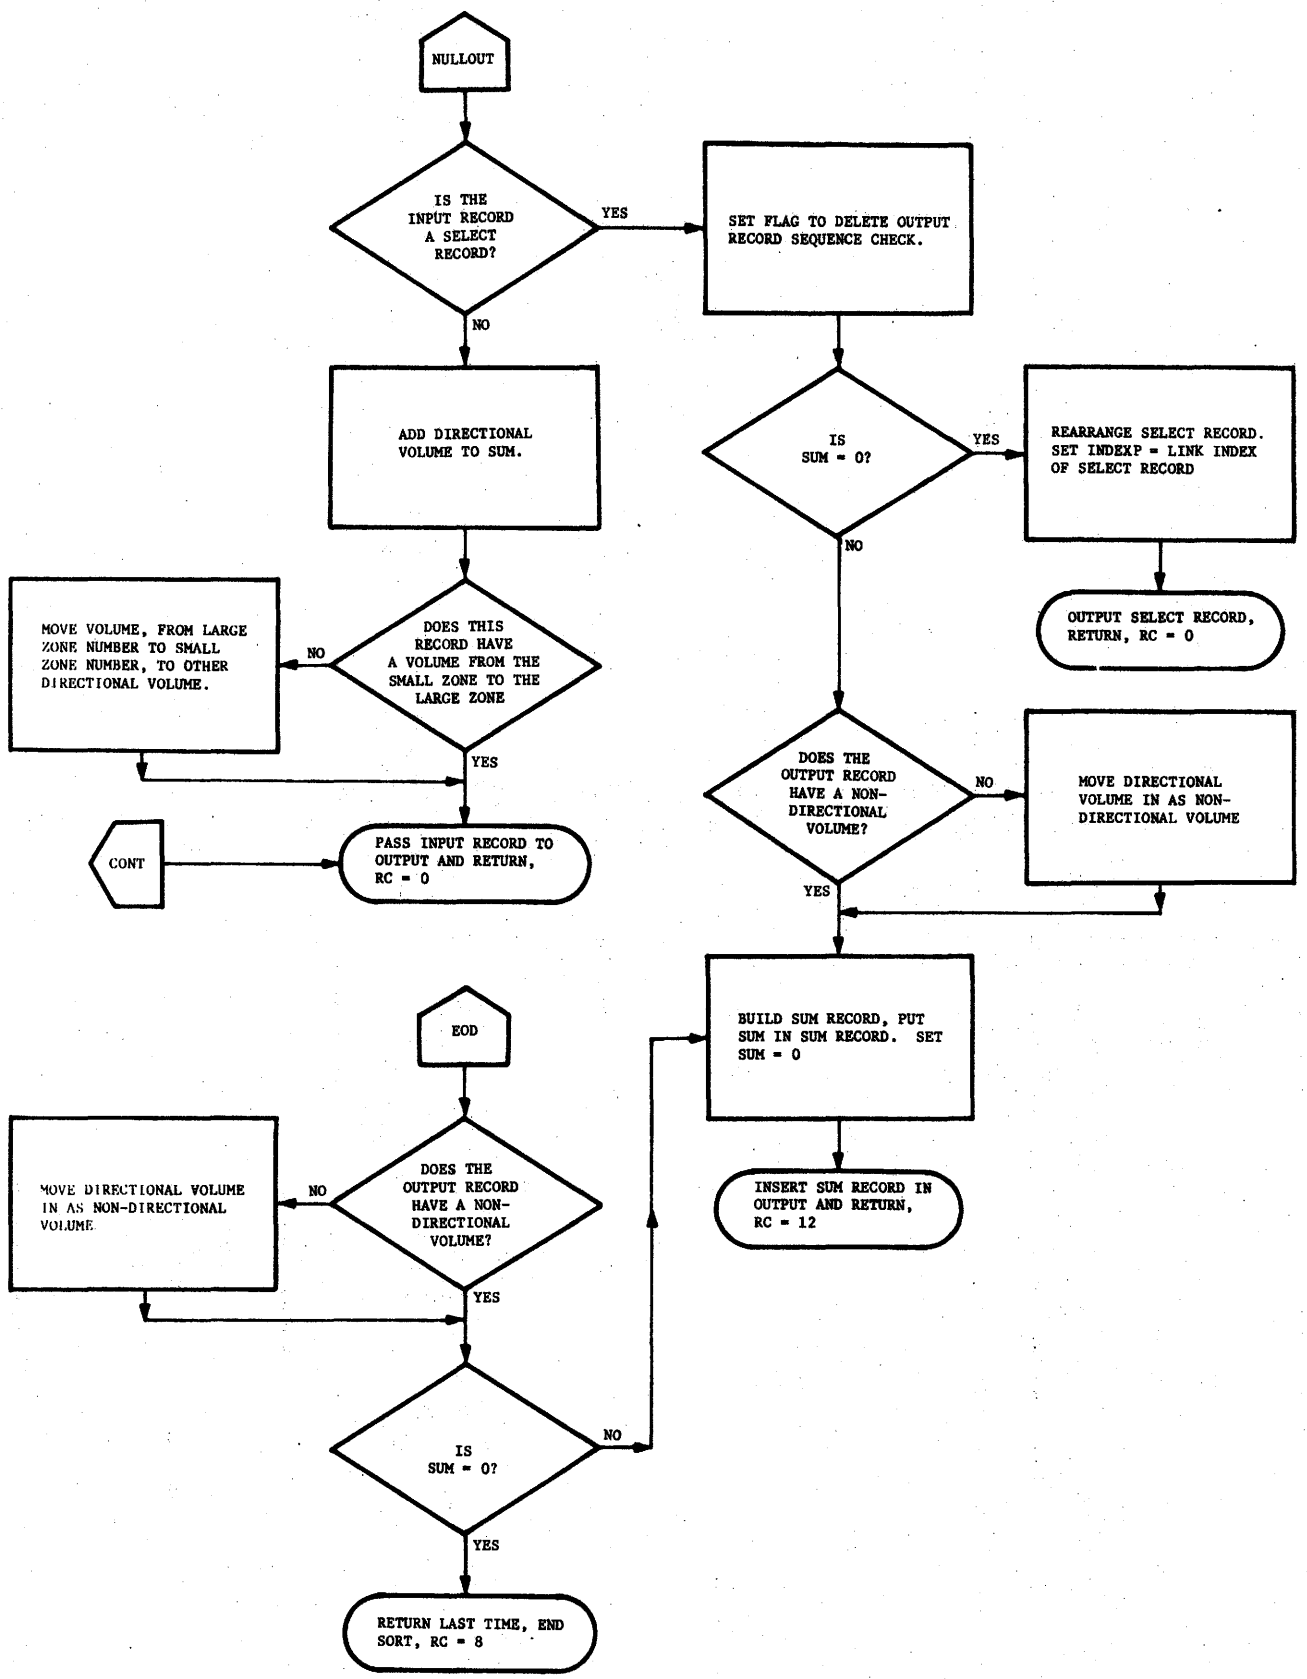 NULLOUT
IS THE
INPUT RECORD
A SELECT
RECORD?
YES
NO
SET FLAG TO DELETE OUTPUT
RECORD SEQUENCE CHECK.
ADD DIRECTIONAL
VOLUME TO SUM.
IS
SUM = 0?
YES
NO
REARRANGE SELECT RECORD.
SET INDEXP = LINK INDEX
OF SELECT RECORD
OUTPUT SELECT RECORD,
RETURN, RC = 0
DOES THIS
RECORD HAVE
A VOLUME FROM THE
SMALL ZONE TO THE
LARGE ZONE
NO
YES
MOVE VOLUME, FROM LARGE
ZONE NUMBER TO SMALL
ZONE NUMBER, TO OTHER
DIRECTIONAL VOLUME.
CONT
PASS INPUT RECORD TO
OUTPUT AND RETURN,
RC = 0
DOES THE
OUTPUT RECORD
HAVE A NON-
DIRECTIONAL
VOLUME?
NO
YES
MOVE DIRECTIONAL
VOLUME IN AS NON-
DIRECTIONAL VOLUME
BUILD SUM RECORD, PUT
SUM IN SUM RECORD. SET
SUM = 0
INSERT SUM RECORD IN
OUTPUT AND RETURN,
RC = 12
EOD
DOES THE
OUTPUT RECORD
HAVE A NON-
DIRECTIONAL
VOLUME?
NO
YES
MOVE DIRECTIONAL VOLUME
IN AS NON-DIRECTIONAL
VOLUME
IS
SUM = 0?
NO
YES
RETURN LAST TIME, END
SORT, RC = 8